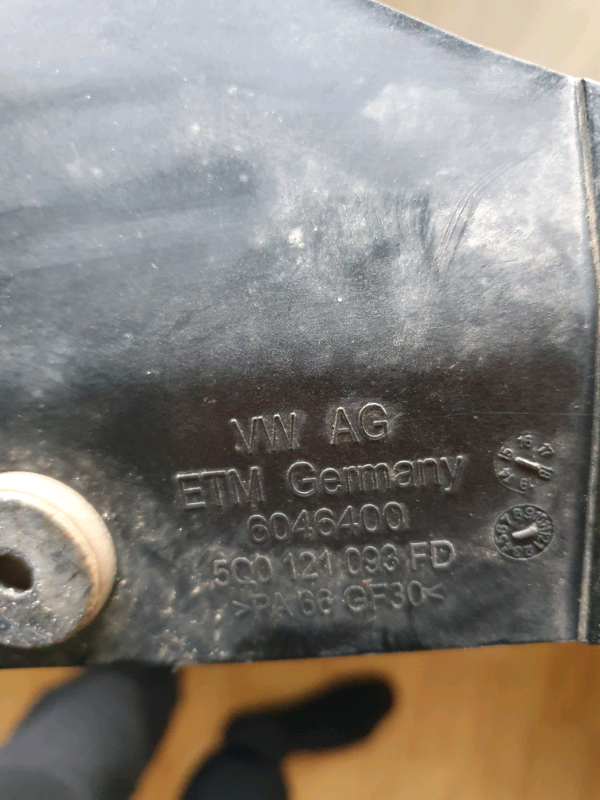 VW AG
ETM Germany
6046400
5Q0 121 093 FD
>PA 66 GF30<